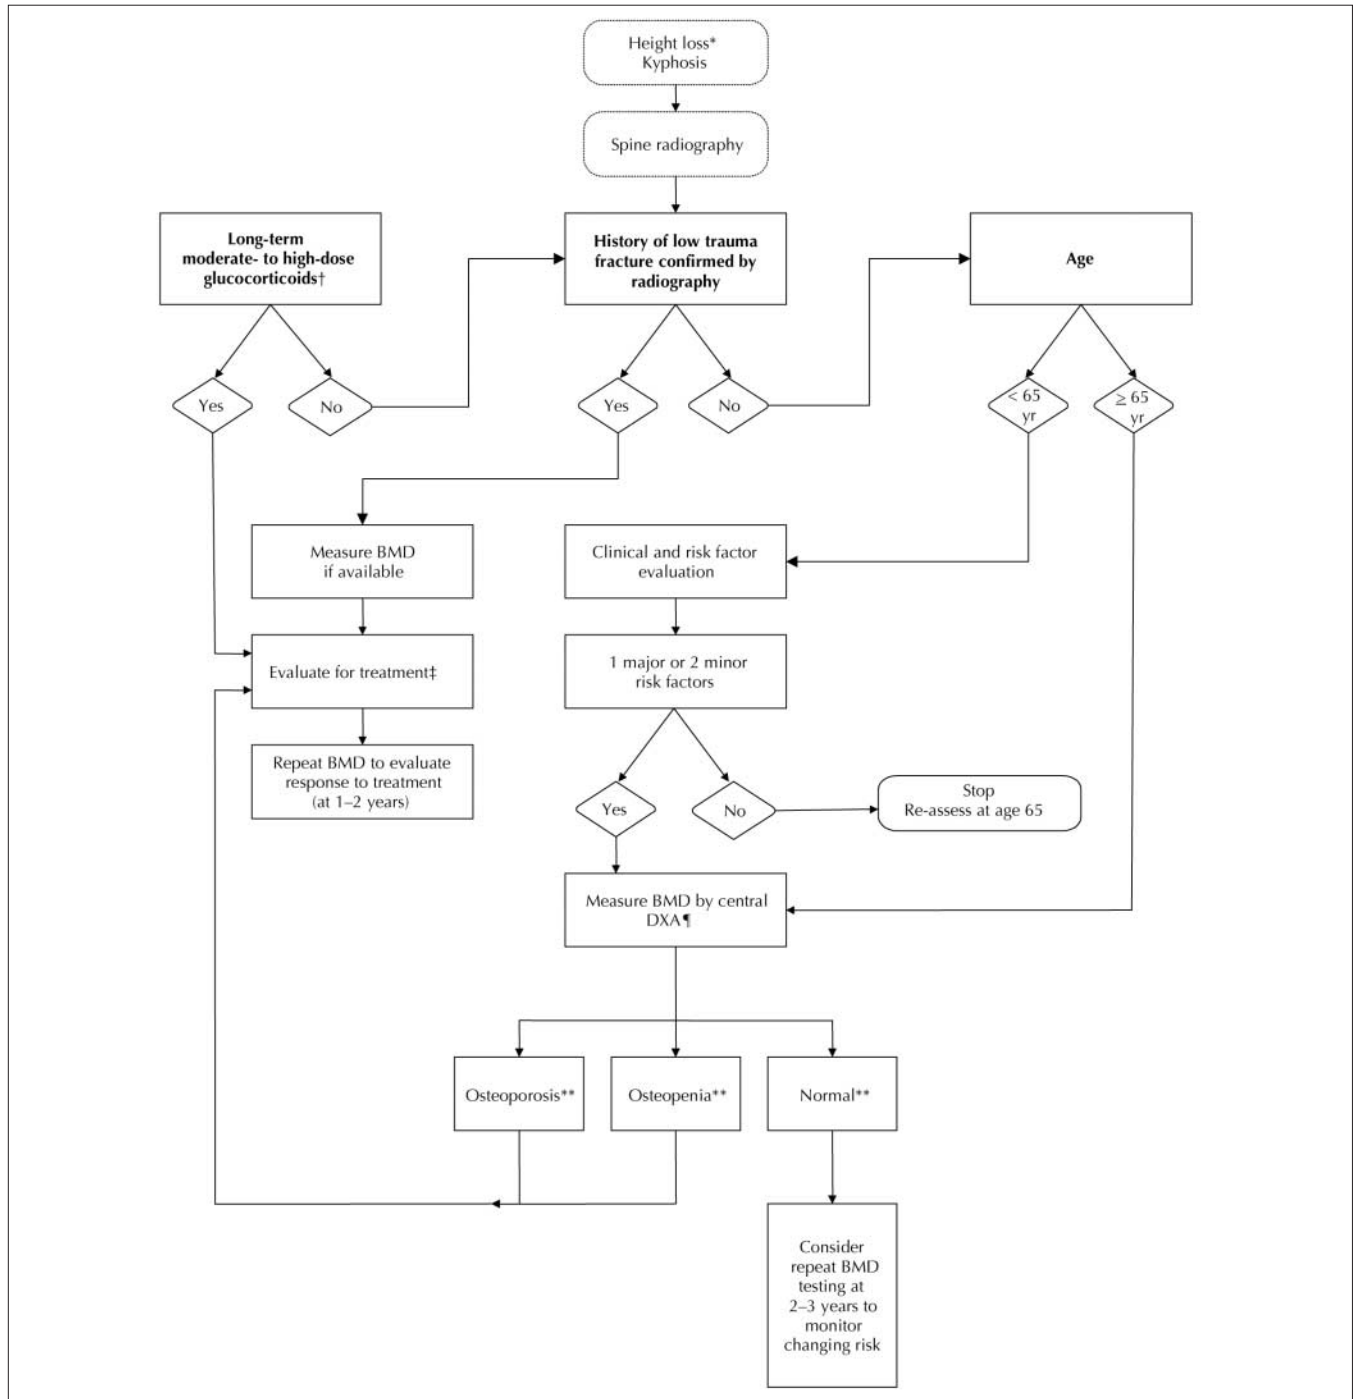 Height loss*
Kyphosis
Spine radiography
Long-term
moderate- to high-dose
glucocorticoids†
History of low trauma
fracture confirmed by
radiography
Age
Yes
No
Yes
No
< 65
yr
≥ 65
yr
Measure BMD
if available
Clinical and risk factor
evaluation
Evaluate for treatment‡
1 major or 2 minor
risk factors
Repeat BMD to evaluate
response to treatment
(at 1–2 years)
Yes
No
Stop
Re-assess at age 65
Measure BMD by central
DXA¶
Osteoporosis**
Osteopenia**
Normal**
Consider
repeat BMD
testing at
2–3 years to
monitor
changing risk